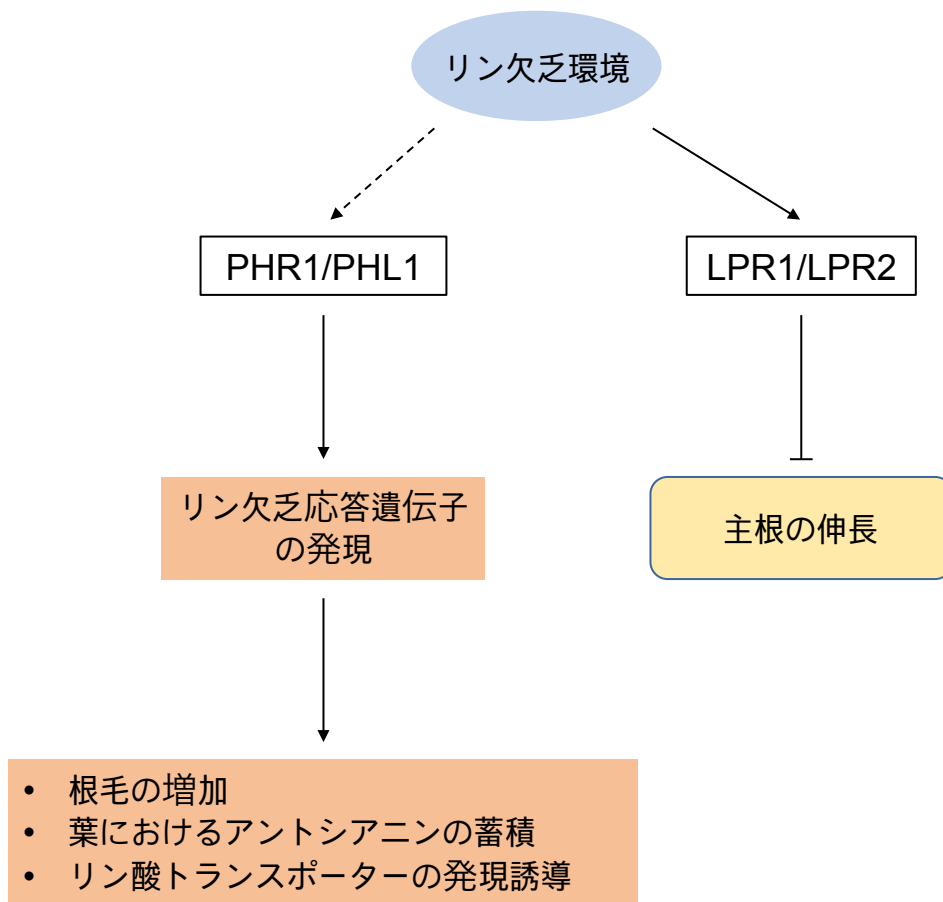 リン欠乏環境
PHR1/PHL1
LPR1/LPR2
リン欠乏応答遺伝子
の発現
主根の伸長
• 根毛の増加
• 葉におけるアントシアニンの蓄積
• リン酸トランスポーターの発現誘導